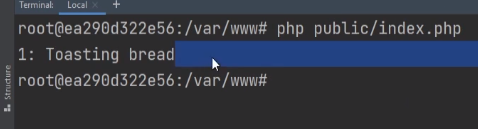 Terminal: Local × +
root@ea290d322e56:/var/www# php public/index.php
1: Toasting bread
root@ea290d322e56:/var/www#
Structure